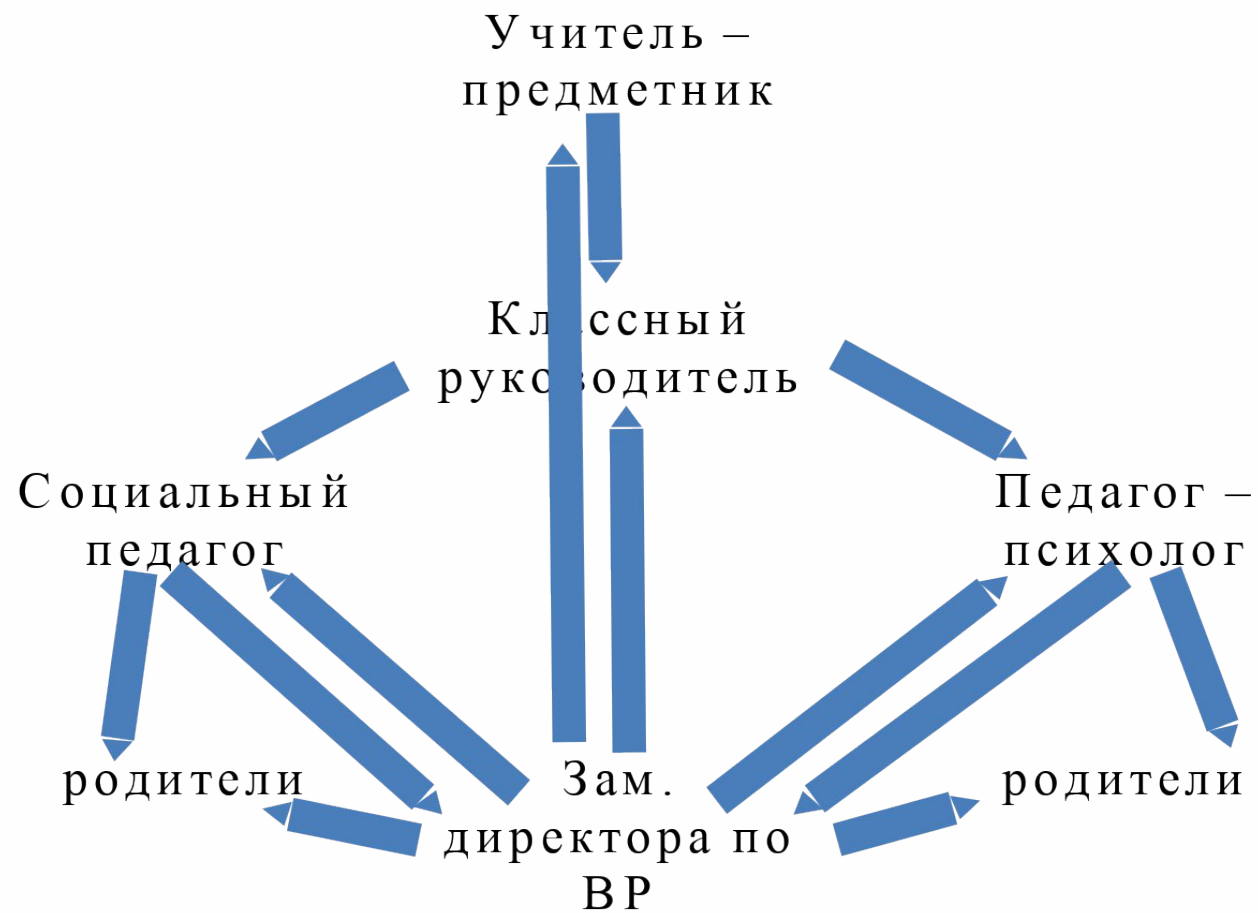 Учитель –
предметник
Классный
руководитель
Социальный
педагог
Педагог –
психолог
родители
Зам.
директора по
ВР
родители